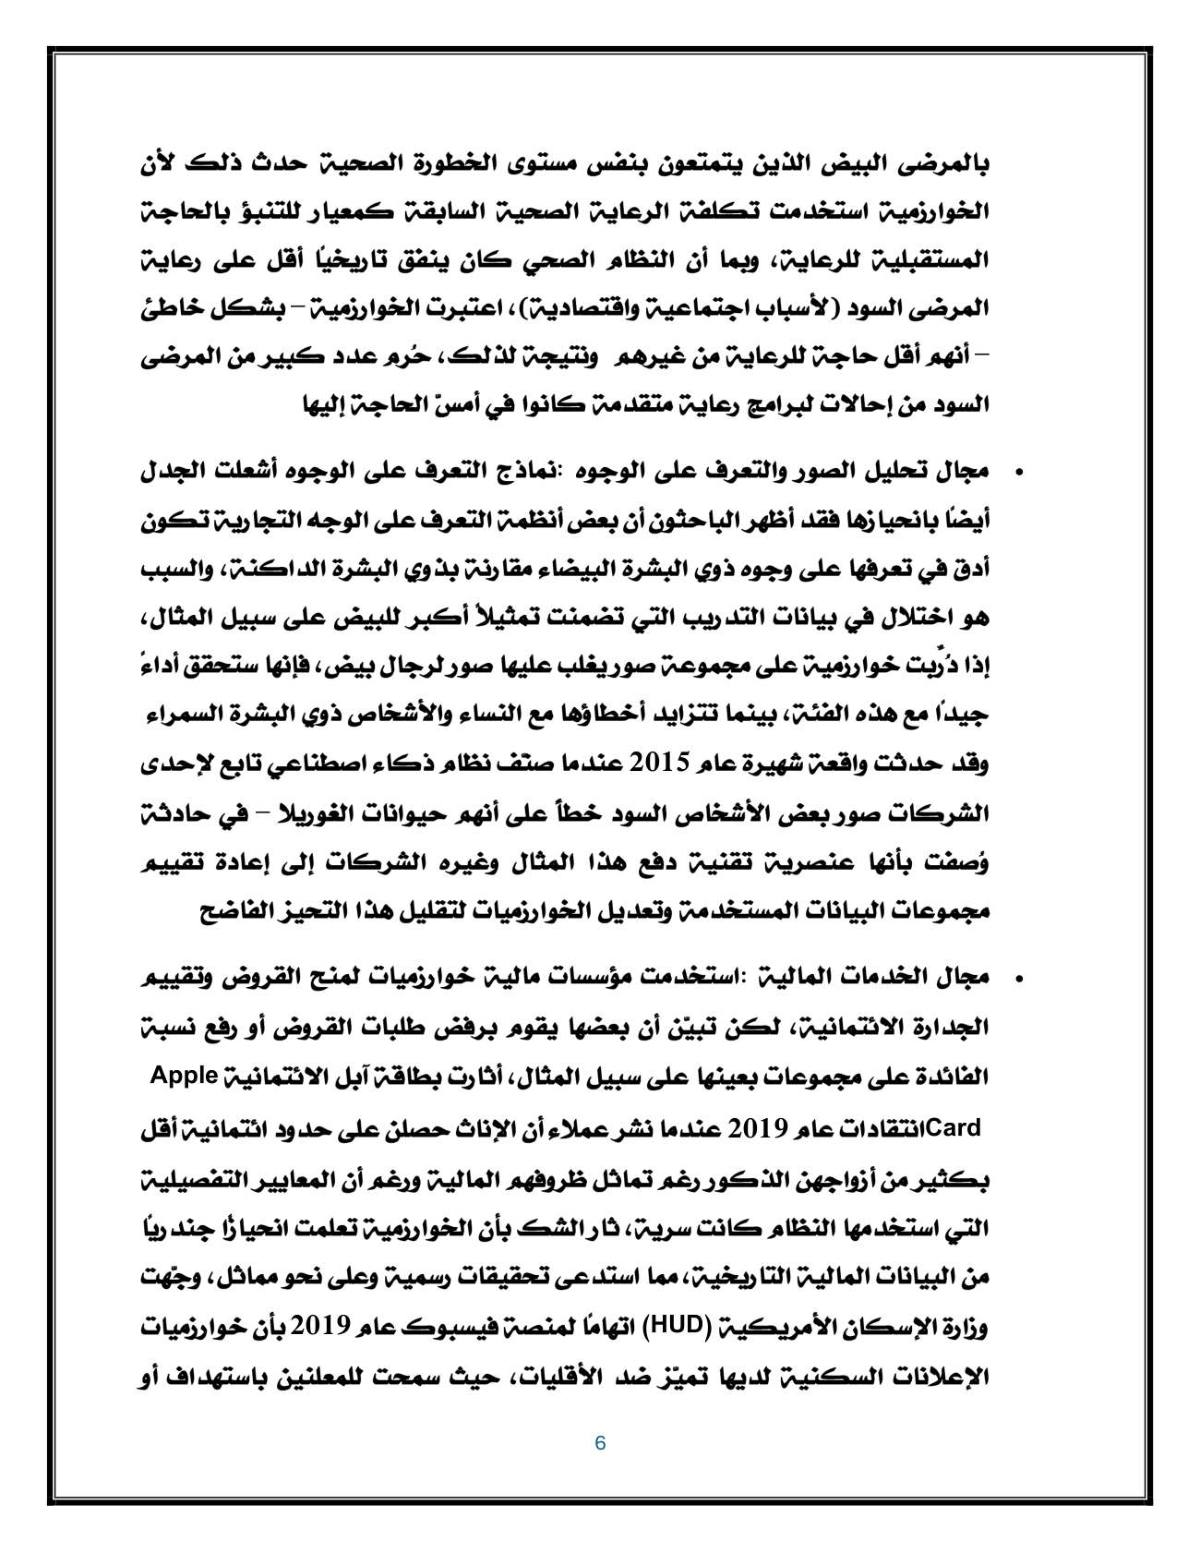 بالمرضى البيض الذين يتمتعون بنفس مستوى الخطورة الصحية حدث ذلك لأن
الخوارزمية استخدمت تكلفة الرعاية الصحية السابقة كمعيار للتنبؤ بالحاجة
المستقبلية للرعاية، وبما أن النظام الصحي كان ينفق تاريخيًا أقل على رعاية
المرضى السود (لأسباب اجتماعية واقتصادية)، اعتبرت الخوارزمية – بشكل خاطئ
– أنهم أقل حاجة للرعاية من غيرهم ونتيجة لذلك، حُرم عدد كبير من المرضى
السود من إحالات لبرامج رعاية متقدمة كانوا في أمسّ الحاجة إليها
• مجال تحليل الصور والتعرف على الوجوه :نماذج التعرف على الوجوه أشعلت الجدل
أيضًا بانحيازها فقد أظهر الباحثون أن بعض أنظمة التعرف على الوجه التجارية تكون
أدق في تعرفها على وجوه ذوي البشرة البيضاء مقارنة بذوي البشرة الداكنة، والسبب
هو اختلال في بيانات التدريب التي تضمنت تمثيلاً أكبر للبيض على سبيل المثال،
إذا دُرِّبت خوارزمية على مجموعة صور يغلب عليها صور لرجال بيض، فإنها ستحقق أداءً
جيدًا مع هذه الفئة، بينما تتزايد أخطاؤها مع النساء والأشخاص ذوي البشرة السمراء
وقد حدثت واقعة شهيرة عام 2015 عندما صنّف نظام ذكاء اصطناعي تابع لإحدى
الشركات صور بعض الأشخاص السود خطأً على أنهم حيوانات الغوريلا – في حادثة
وُصفت بأنها عنصرية تقنية دفع هذا المثال وغيره الشركات إلى إعادة تقييم
مجموعات البيانات المستخدمة وتعديل الخوارزميات لتقليل هذا التحيز الفاضح
• مجال الخدمات المالية :استخدمت مؤسسات مالية خوارزميات لمنح القروض وتقييم
الجدارة الائتمانية، لكن تبيّن أن بعضها يقوم برفض طلبات القروض أو رفع نسبة
الفائدة على مجموعات بعينها على سبيل المثال، أثارت بطاقة آبل الائتمانية Apple
Cardانتقادات عام 2019 عندما نشر عملاء أن الإناث حصلن على حدود ائتمانية أقل
بكثير من أزواجهن الذكور رغم تماثل ظروفهم المالية ورغم أن المعايير التفصيلية
التي استخدمها النظام كانت سرية، ثار الشك بأن الخوارزمية تعلمت انحيازًا جندريًا
من البيانات المالية التاريخية، مما استدعى تحقيقات رسمية وعلى نحو مماثل، وجّهت
وزارة الإسكان الأمريكية (HUD) اتهامًا لمنصة فيسبوك عام 2019 بأن خوارزميات
الإعلانات السكنية لديها تميّز ضد الأقليات، حيث سمحت للمعلنين باستهداف أو
6